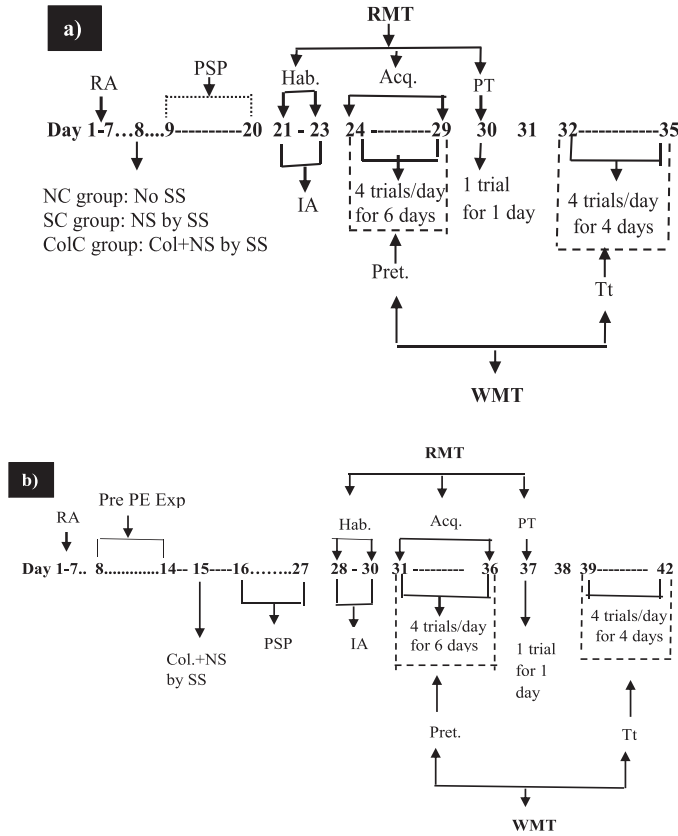 a)
RMT
RA
PSP
Hab.
Acq.
PT
Day 1-7...8....9-----------20 21 - 23 24 -----------29 30 31 32----------------35
NC group: No SS
SC group: NS by SS
ColC group: Col+NS by SS
IA
4 trials/day
for 6 days
1 trial
for 1 day
4 trials/day
for 4 days
Pret.
Tt
WMT
b)
RMT
Pre PE Exp
RA
Hab.
Acq.
PT
Day 1-7.. 8.............14-- 15----16........27 28 - 30 31 ----------- 36 37 38 39----------- 42
Col.+NS
by SS
PSP
IA
4 trials/day
for 6 days
1 trial
for 1
day
4 trials/day
for 4 days
Pret.
Tt
WMT